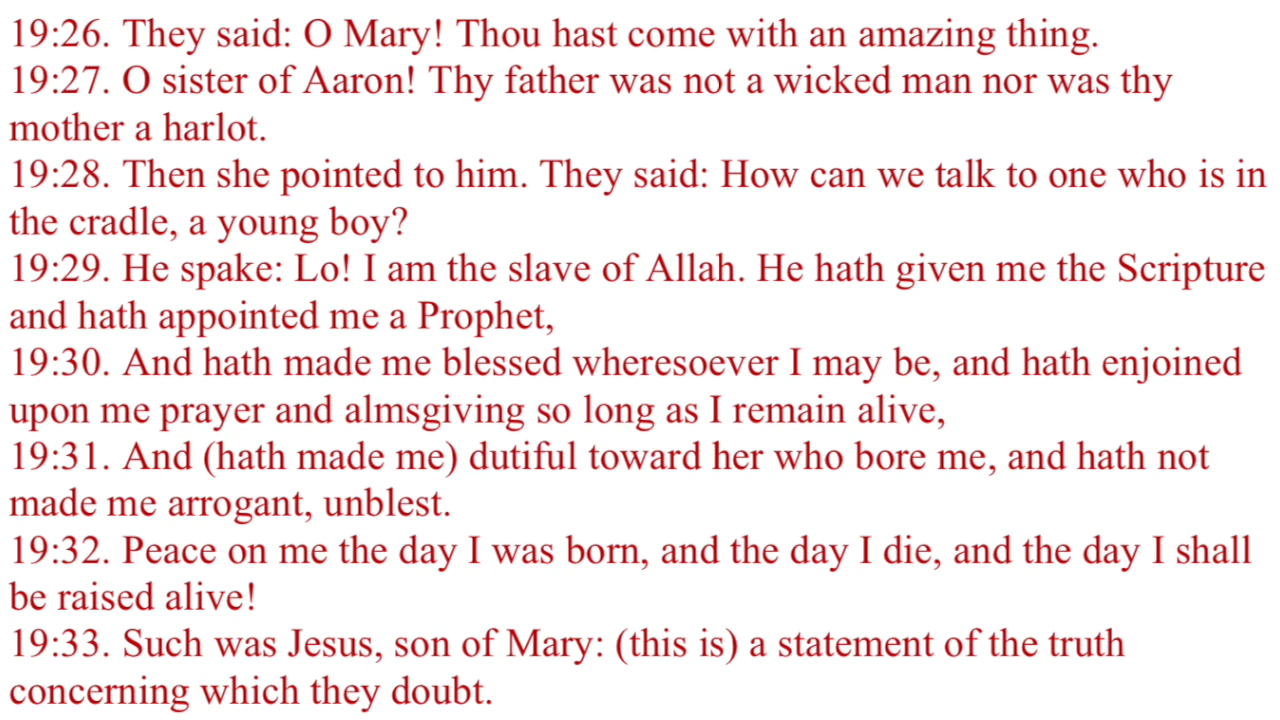 19:26. They said: O Mary! Thou hast come with an amazing thing.
19:27. O sister of Aaron! Thy father was not a wicked man nor was thy
mother a harlot.
19:28. Then she pointed to him. They said: How can we talk to one who is in
the cradle, a young boy?
19:29. He spake: Lo! I am the slave of Allah. He hath given me the Scripture
and hath appointed me a Prophet,
19:30. And hath made me blessed wheresoever I may be, and hath enjoined
upon me prayer and almsgiving so long as I remain alive,
19:31. And (hath made me) dutiful toward her who bore me, and hath not
made me arrogant, unblest.
19:32. Peace on me the day I was born, and the day I die, and the day I shall
be raised alive!
19:33. Such was Jesus, son of Mary: (this is) a statement of the truth
concerning which they doubt.